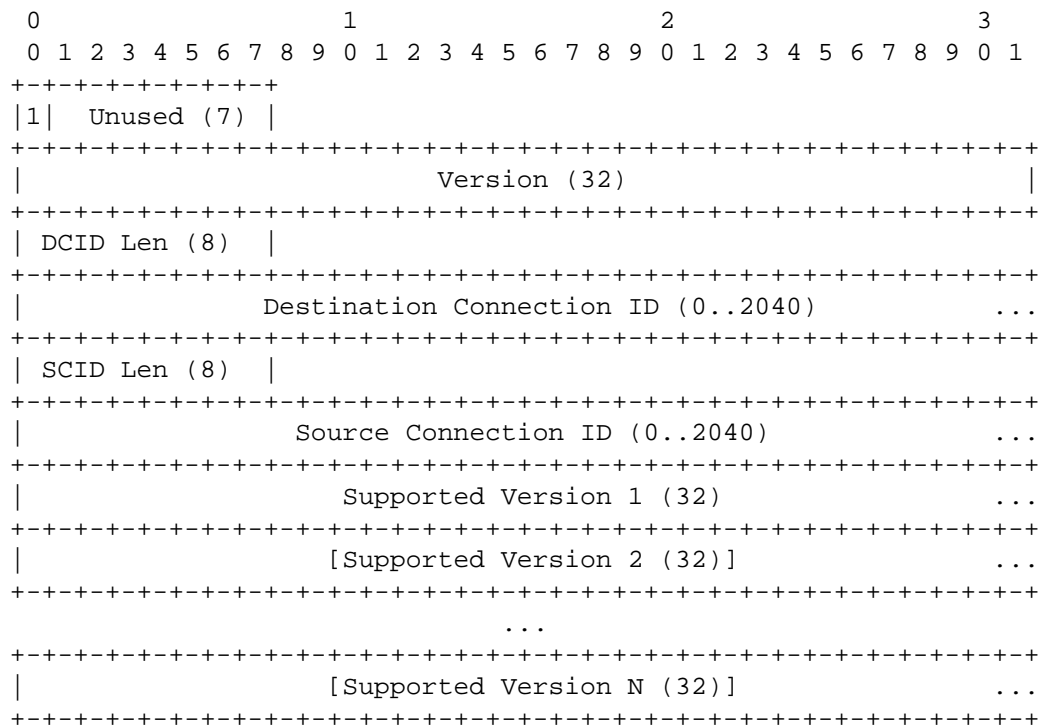 0                   1                   2                   3
 0 1 2 3 4 5 6 7 8 9 0 1 2 3 4 5 6 7 8 9 0 1 2 3 4 5 6 7 8 9 0 1
+-+-+-+-+-+-+-+-+
|1|  Unused (7) |
+-+-+-+-+-+-+-+-+-+-+-+-+-+-+-+-+-+-+-+-+-+-+-+-+-+-+-+-+-+-+-+-+
|                          Version (32)                         |
+-+-+-+-+-+-+-+-+-+-+-+-+-+-+-+-+-+-+-+-+-+-+-+-+-+-+-+-+-+-+-+-+
| DCID Len (8)  |
+-+-+-+-+-+-+-+-+-+-+-+-+-+-+-+-+-+-+-+-+-+-+-+-+-+-+-+-+-+-+-+-+
|               Destination Connection ID (0..2040)           ...
+-+-+-+-+-+-+-+-+-+-+-+-+-+-+-+-+-+-+-+-+-+-+-+-+-+-+-+-+-+-+-+-+
| SCID Len (8)  |
+-+-+-+-+-+-+-+-+-+-+-+-+-+-+-+-+-+-+-+-+-+-+-+-+-+-+-+-+-+-+-+-+
|                 Source Connection ID (0..2040)              ...
+-+-+-+-+-+-+-+-+-+-+-+-+-+-+-+-+-+-+-+-+-+-+-+-+-+-+-+-+-+-+-+-+
|                    Supported Version 1 (32)                 ...
+-+-+-+-+-+-+-+-+-+-+-+-+-+-+-+-+-+-+-+-+-+-+-+-+-+-+-+-+-+-+-+-+
|                   [Supported Version 2 (32)]                ...
+-+-+-+-+-+-+-+-+-+-+-+-+-+-+-+-+-+-+-+-+-+-+-+-+-+-+-+-+-+-+-+-+
                              ...
+-+-+-+-+-+-+-+-+-+-+-+-+-+-+-+-+-+-+-+-+-+-+-+-+-+-+-+-+-+-+-+-+
|                   [Supported Version N (32)]                ...
+-+-+-+-+-+-+-+-+-+-+-+-+-+-+-+-+-+-+-+-+-+-+-+-+-+-+-+-+-+-+-+-+